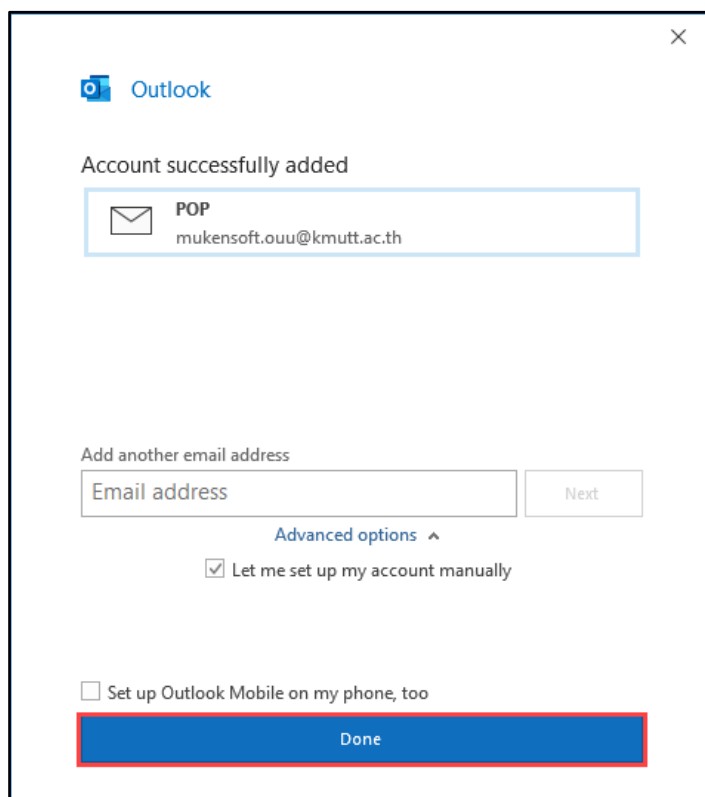 Outlook
Account successfully added
POP
mukensoft.ouu@kmutt.ac.th
Add another email address
Email address
Next
Advanced options
Let me set up my account manually
Set up Outlook Mobile on my phone, too
Done